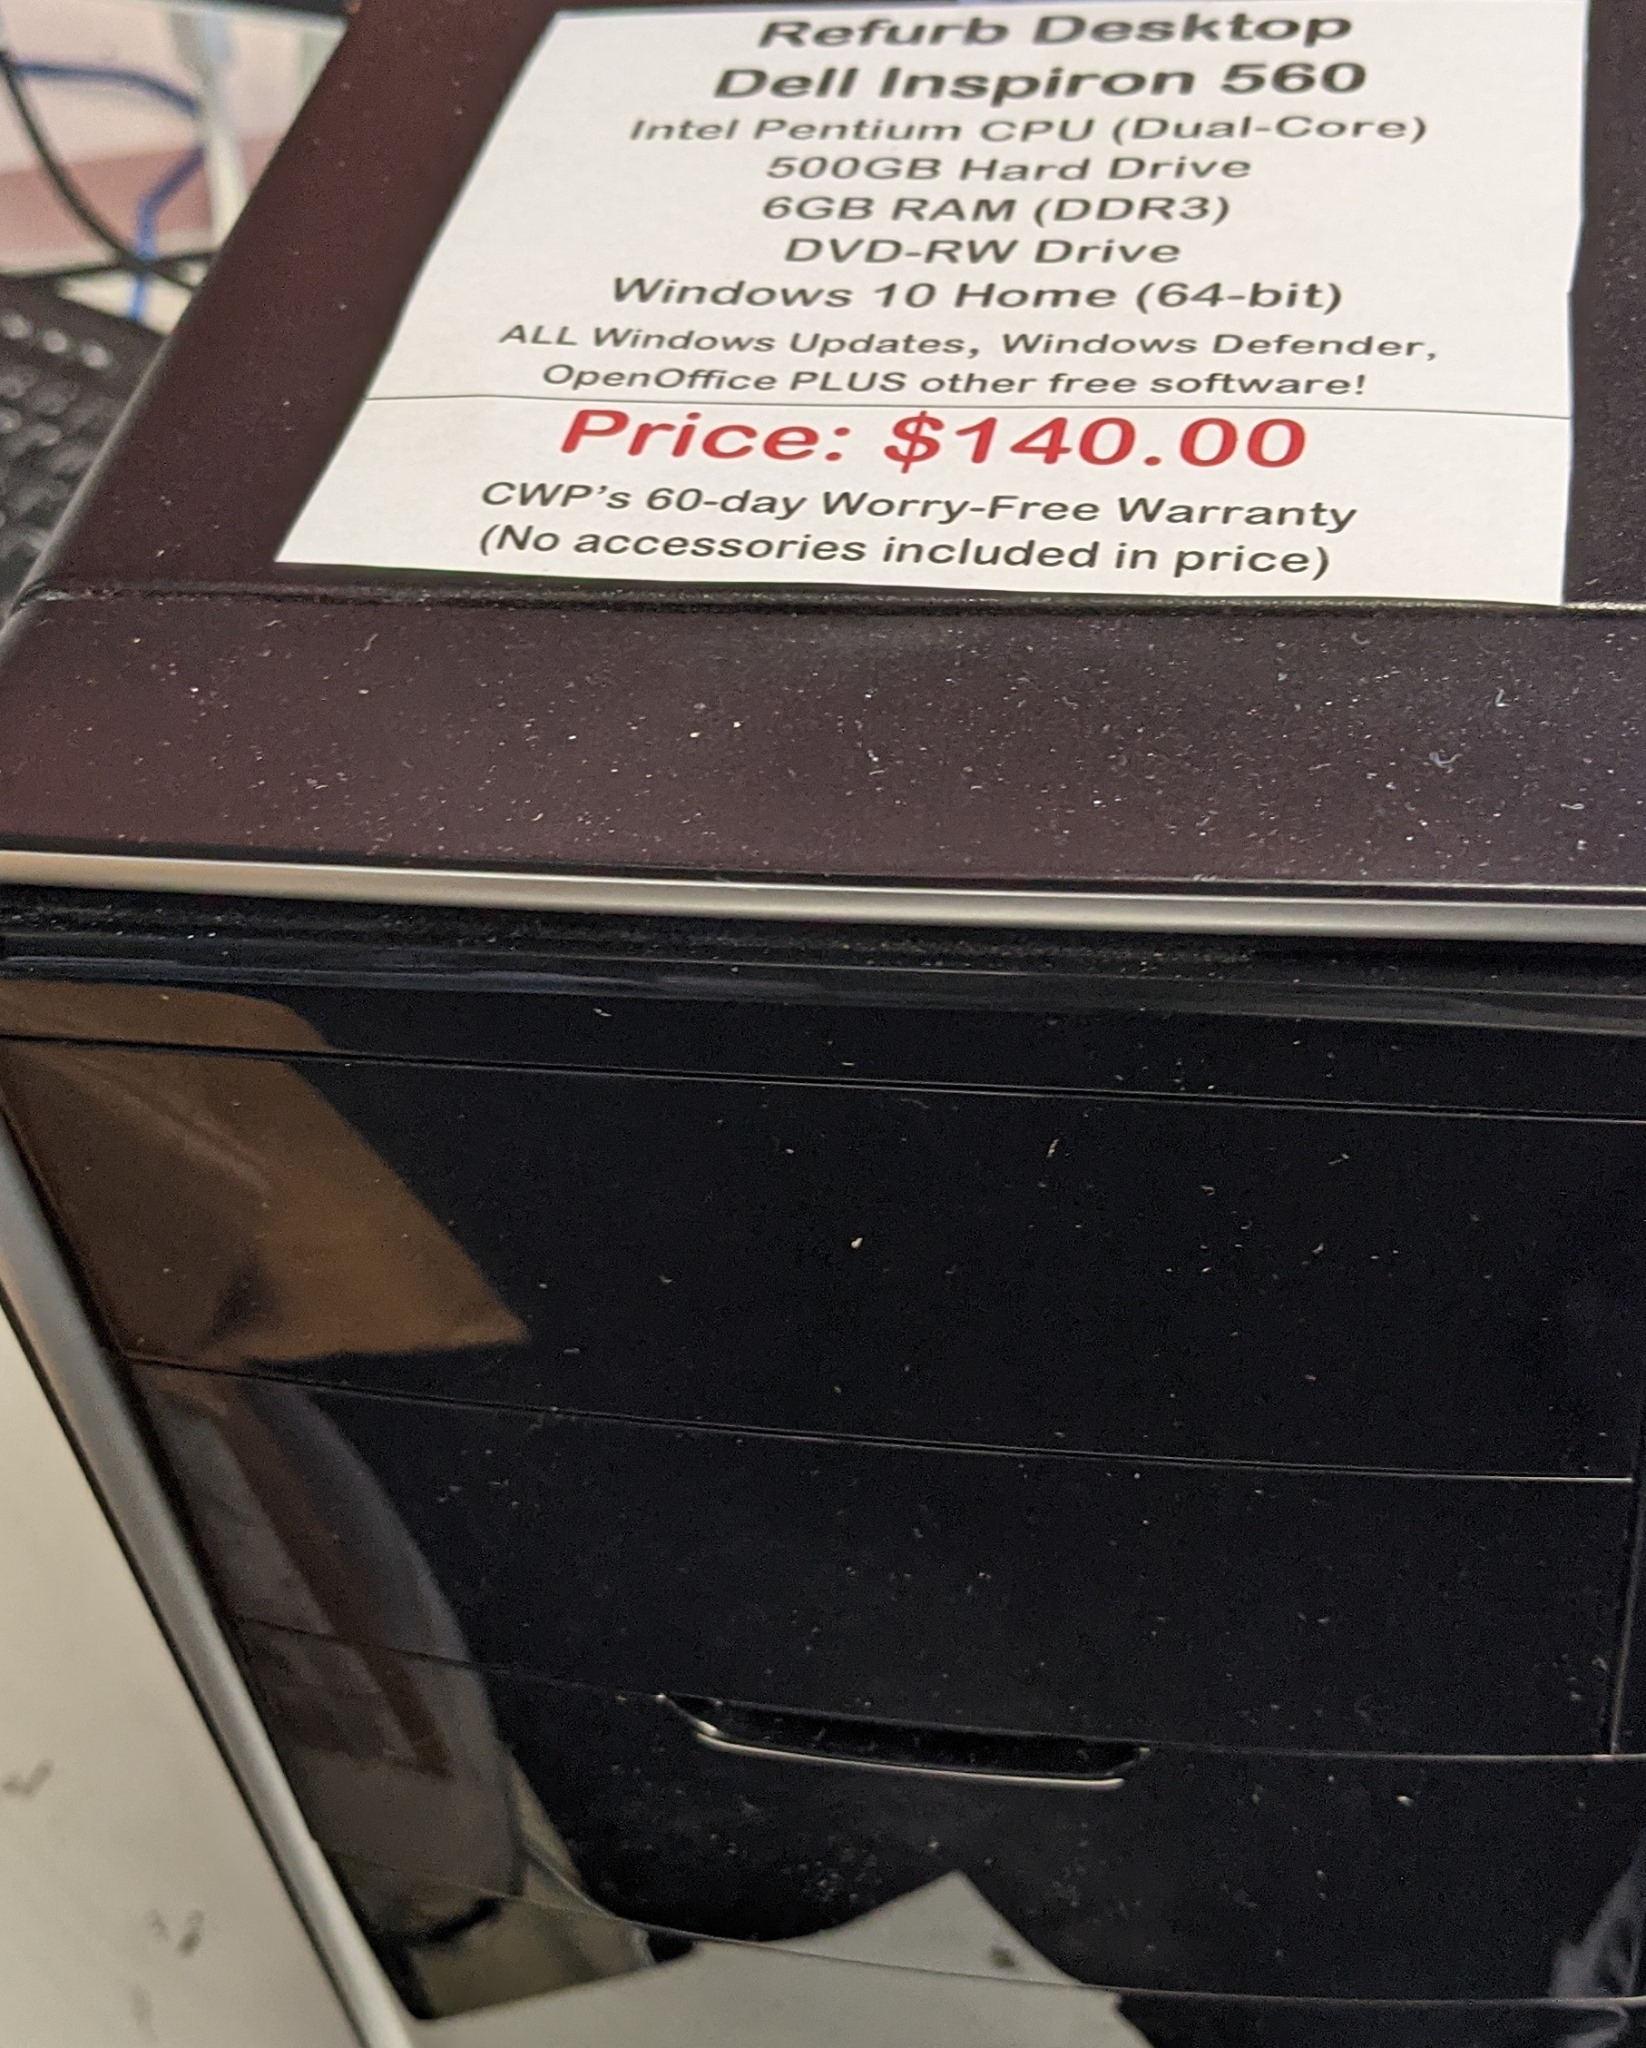 Refurb Desktop
Dell Inspiron 560
Intel Pentium CPU (Dual-Core)
500GB Hard Drive
6GB RAM (DDR3)
DVD-RW Drive
Windows 10 Home (64-bit)
ALL Windows Updates, Windows Defender,
OpenOffice PLUS other free software!
Price: $140.00
CWP's 60-day Worry-Free Warranty
(No accessories included in price)